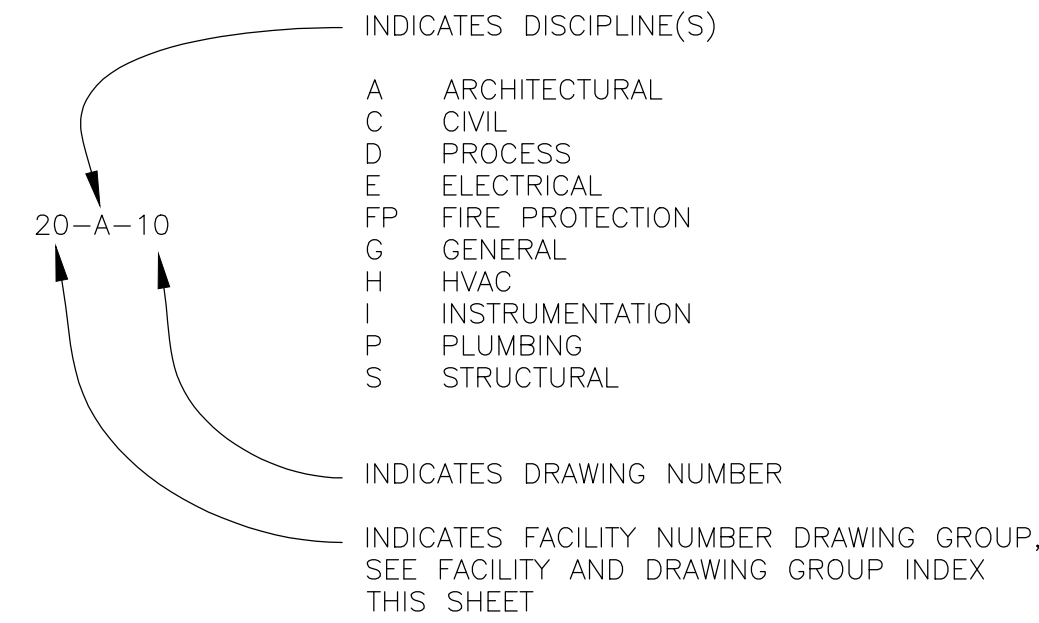 INDICATES DISCIPLINE(S)
A ARCHITECTURAL
C CIVIL
D PROCESS
E ELECTRICAL
FP FIRE PROTECTION
G GENERAL
H HVAC
I INSTRUMENTATION
P PLUMBING
S STRUCTURAL
20-A-10
INDICATES DRAWING NUMBER
INDICATES FACILITY NUMBER DRAWING GROUP,
SEE FACILITY AND DRAWING GROUP INDEX
THIS SHEET